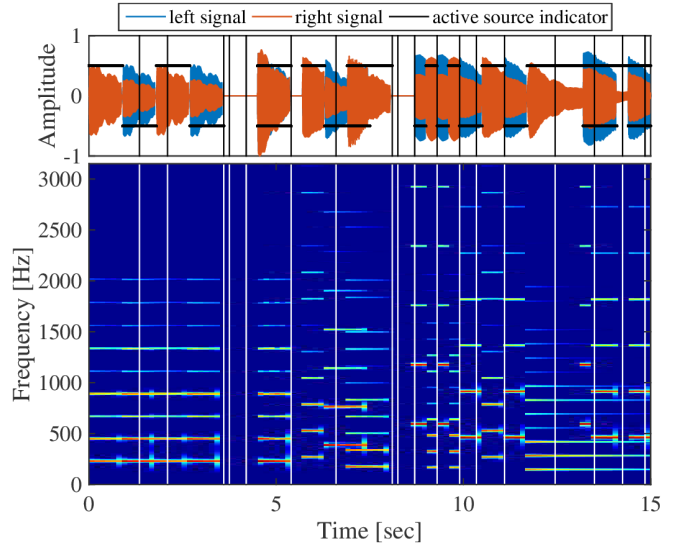 left signal right signal active source indicator
1
0
-1
Amplitude
3000
2500
2000
1500
1000
500
0
Frequency [Hz]
0 5 10 15
Time [sec]